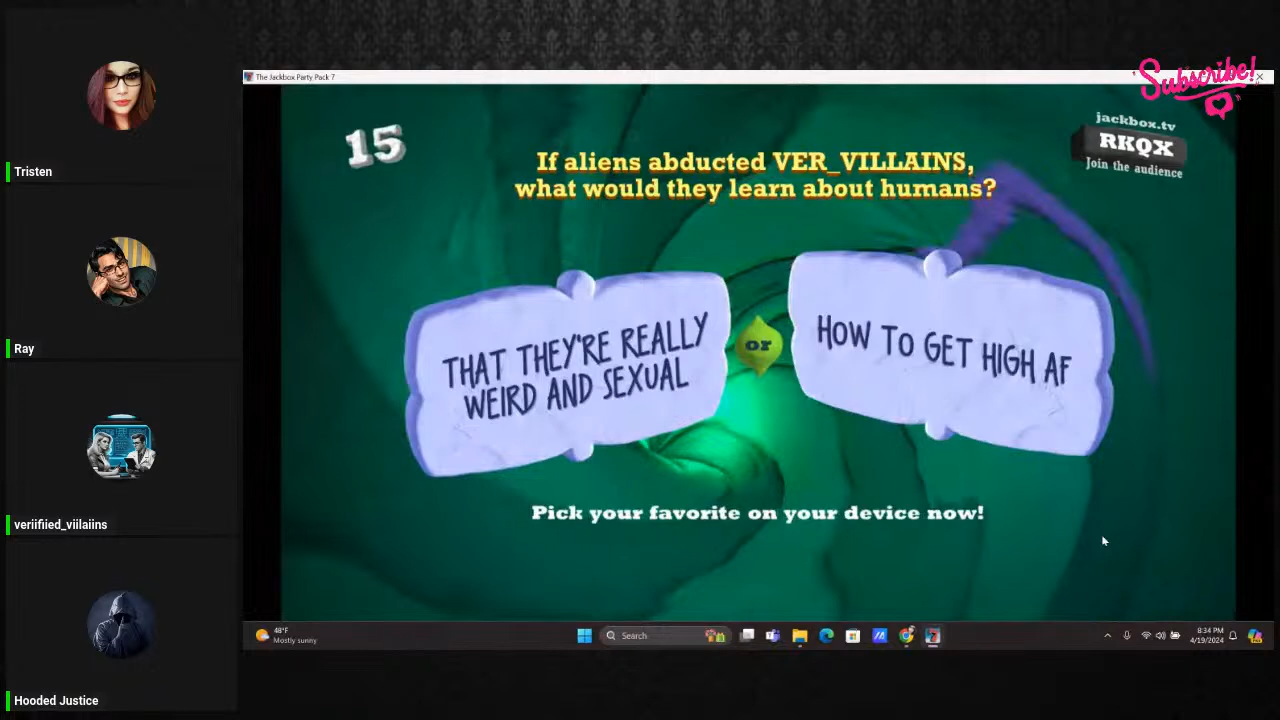 The Jackbox Party Pack 7
Subscribe!
15
jackbox.tv
RKQX
Join the audience
If aliens abducted VER_VILLAINS,
what would they learn about humans?
THAT THEY'RE REALLY
WEIRD AND SEXUAL
or
HOW TO GET HIGH AF
Pick your favorite on your device now!
Tristen
Ray
veriifiied_viilaiins
Hooded Justice
48°F
Mostly sunny
Search
8:34 PM
4/19/2024